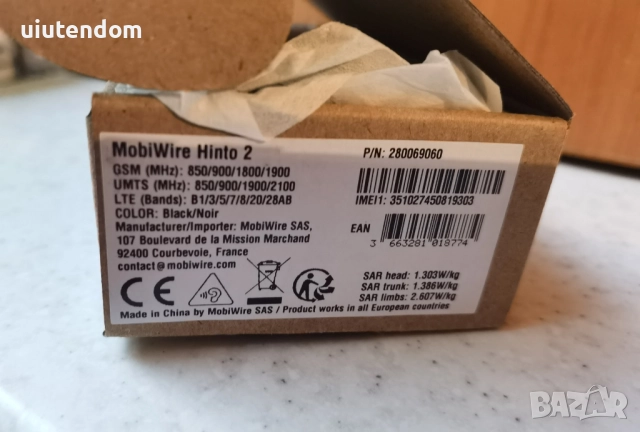 uiutendom
MobiWire Hinto 2
P/N: 280069060
GSM (MHz): 850/900/1800/1900
UMTS (MHz): 850/900/1900/2100
LTE (Bands): B1/3/5/7/8/20/28AB
IMEI1: 351027450819303
COLOR: Black/Noir
Manufacturer/Importer: MobiWire SAS,
107 Boulevard de la Mission Marchand
92400 Courbevoie, France
contact@mobiwire.com
EAN
3 663281 018774
SAR head: 1.303W/kg
SAR trunk: 1.386W/kg
SAR limbs: 2.607W/kg
CE
Made in China by MobiWire SAS / Product works in all European countries
BAZAR